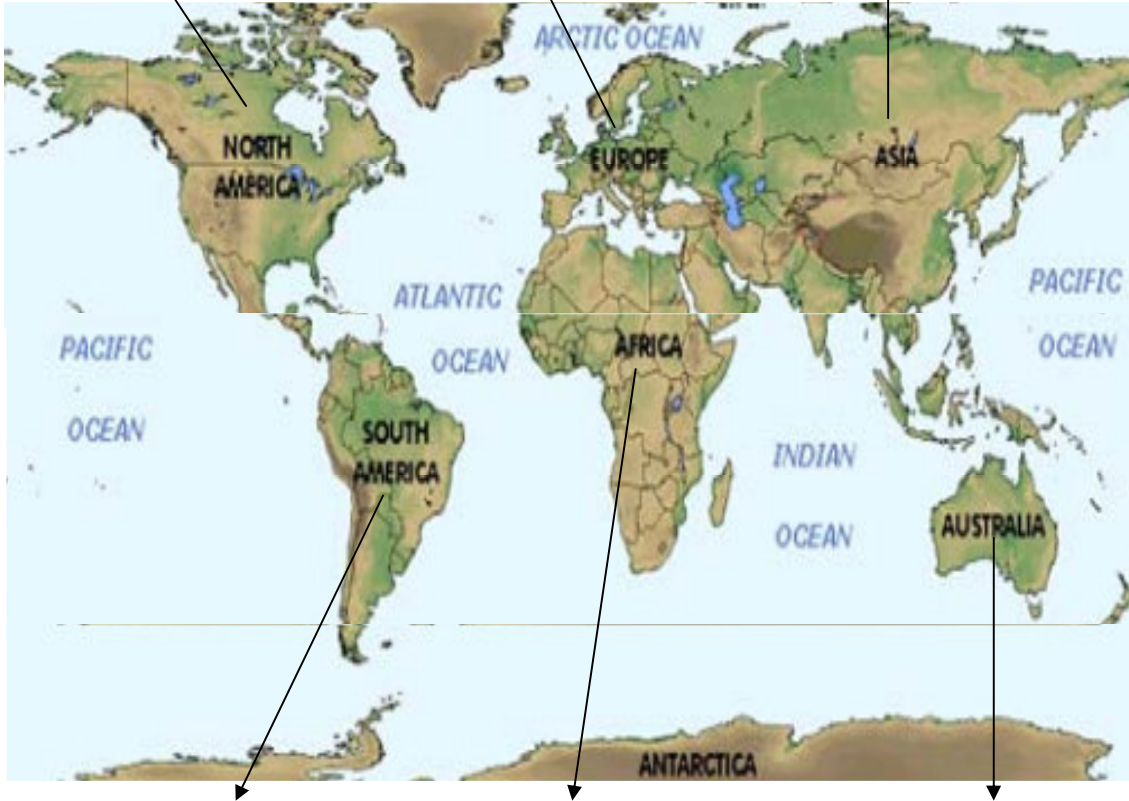 ARCTIC OCEAN
NORTH
AMERICA
EUROPE
ASIA
ATLANTIC
OCEAN
PACIFIC
OCEAN
PACIFIC
OCEAN
AFRICA
SOUTH
AMERICA
INDIAN
OCEAN
AUSTRALIA
ANTARCTICA